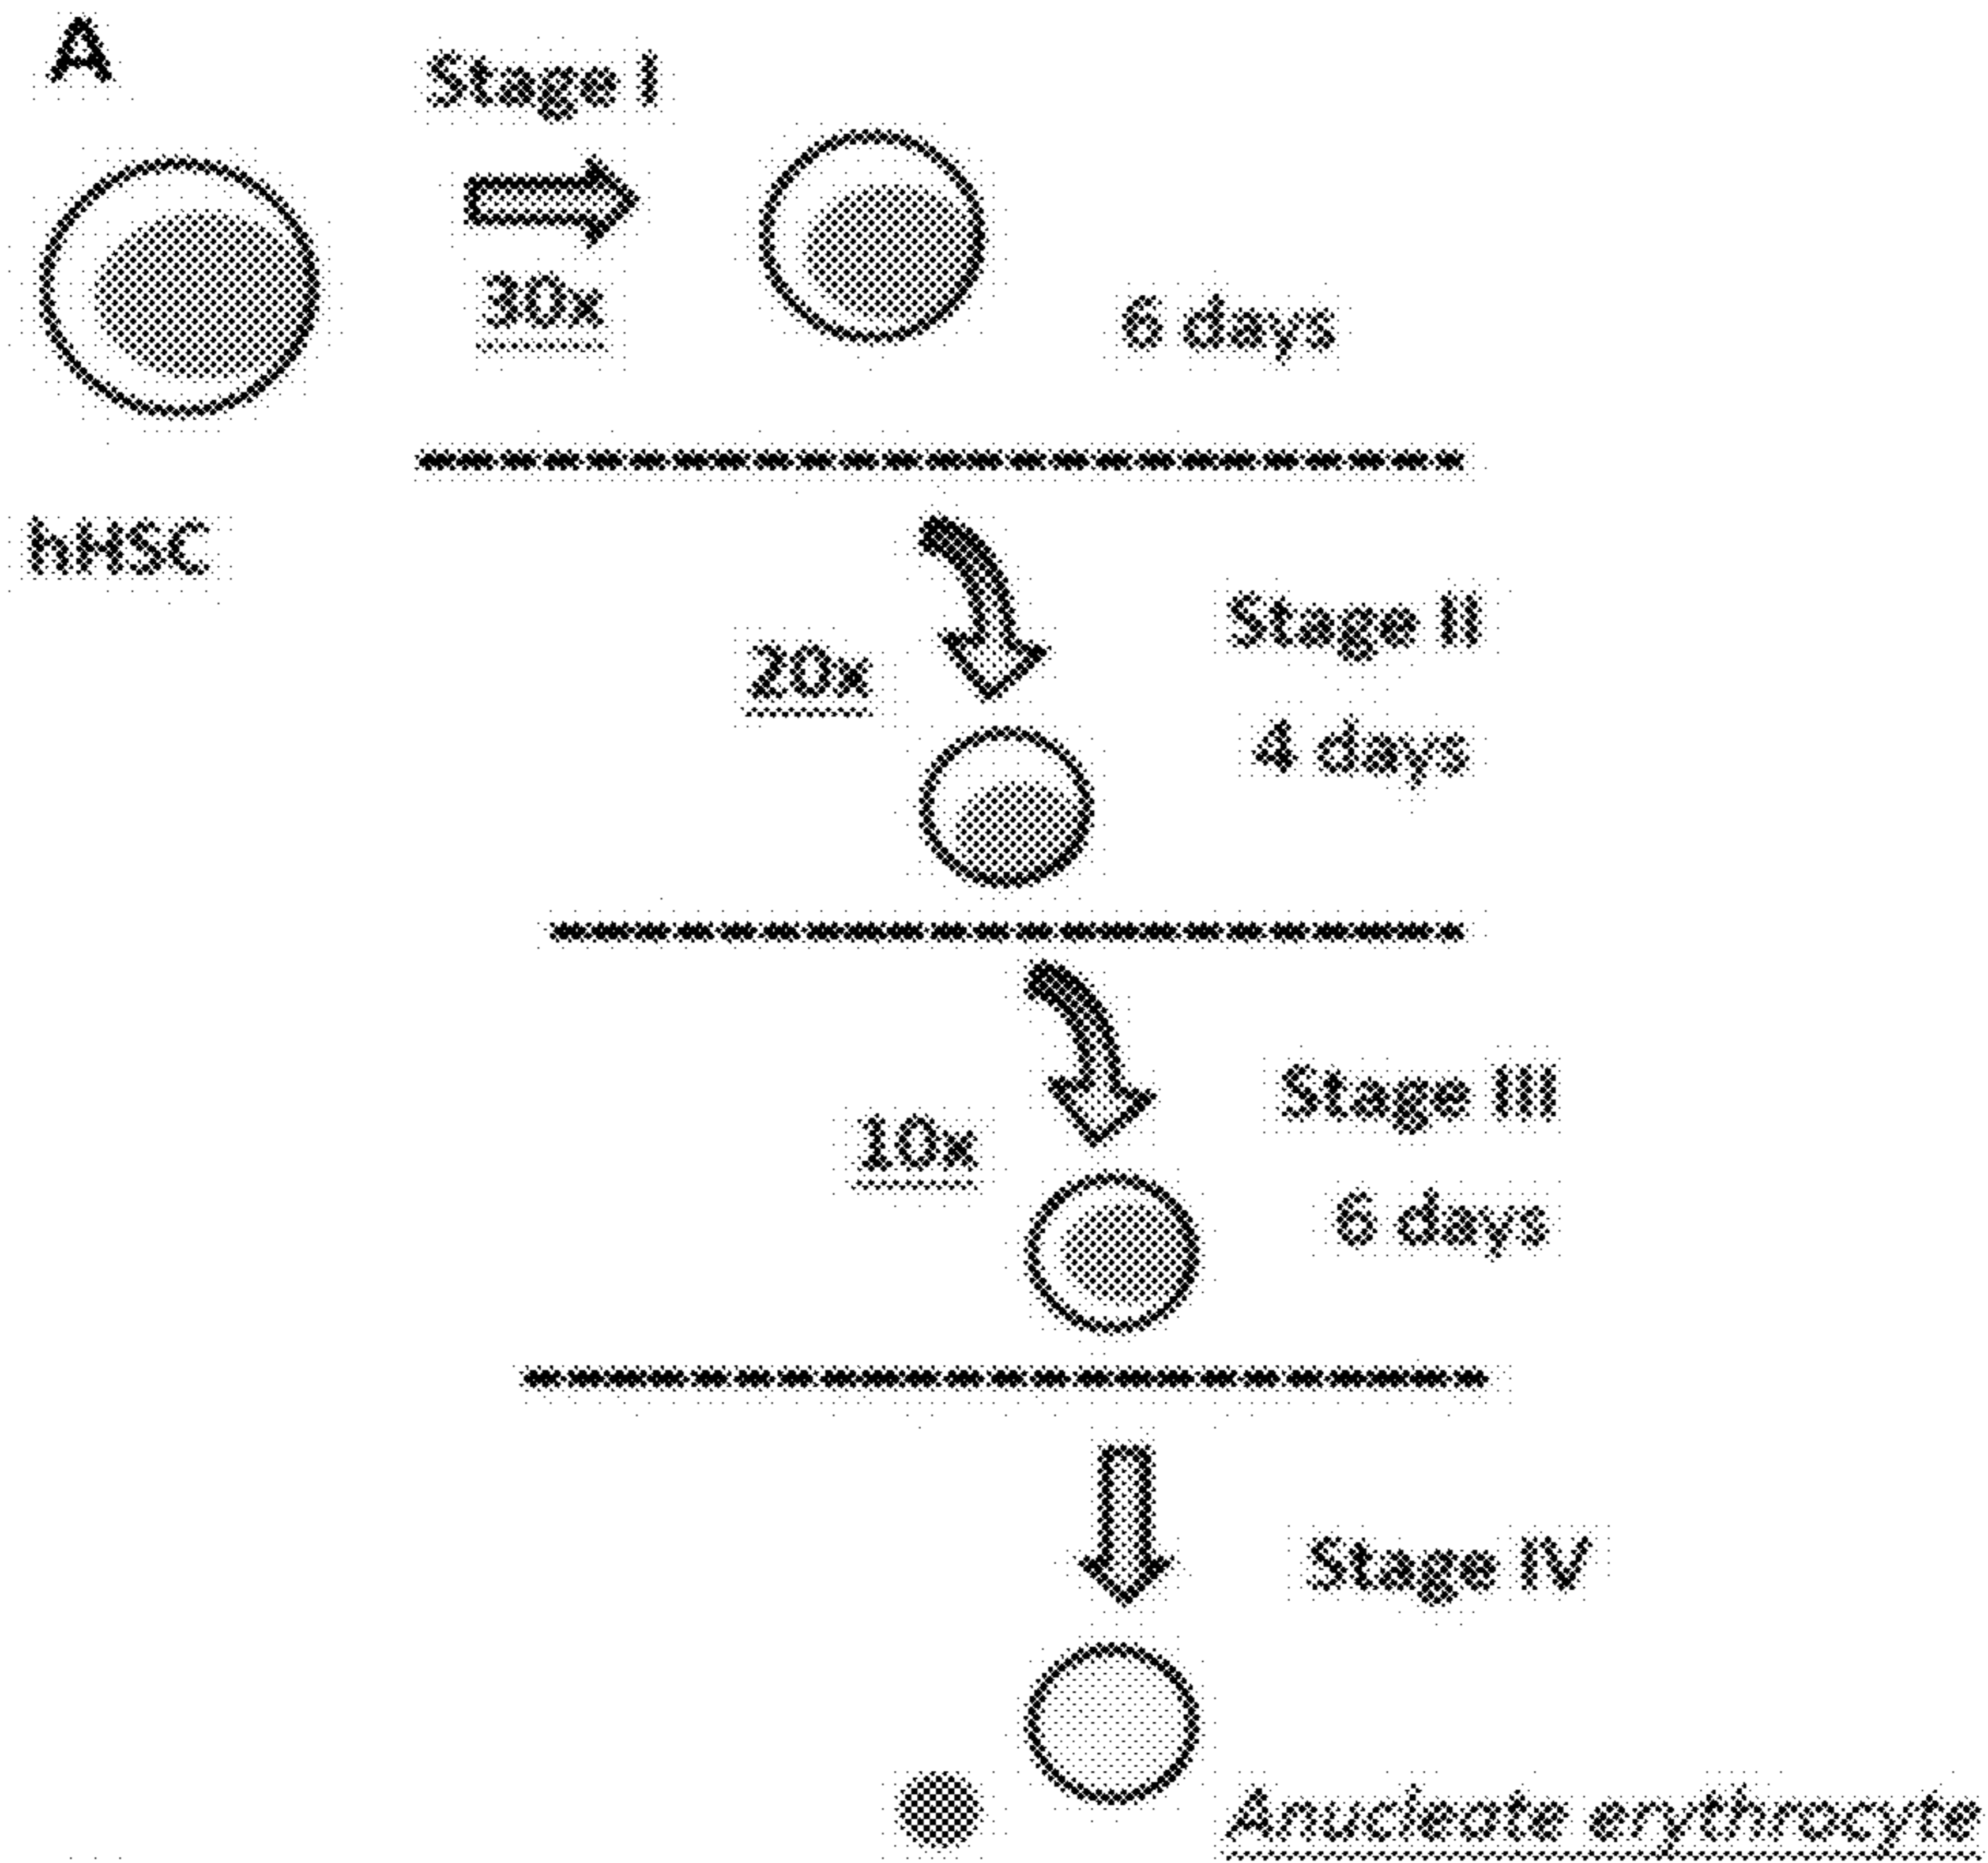 A
Stage I
30x
6 days
hHSC
20x
Stage II
4 days
10x
Stage III
6 days
Stage IV
Anucleate erythrocyte